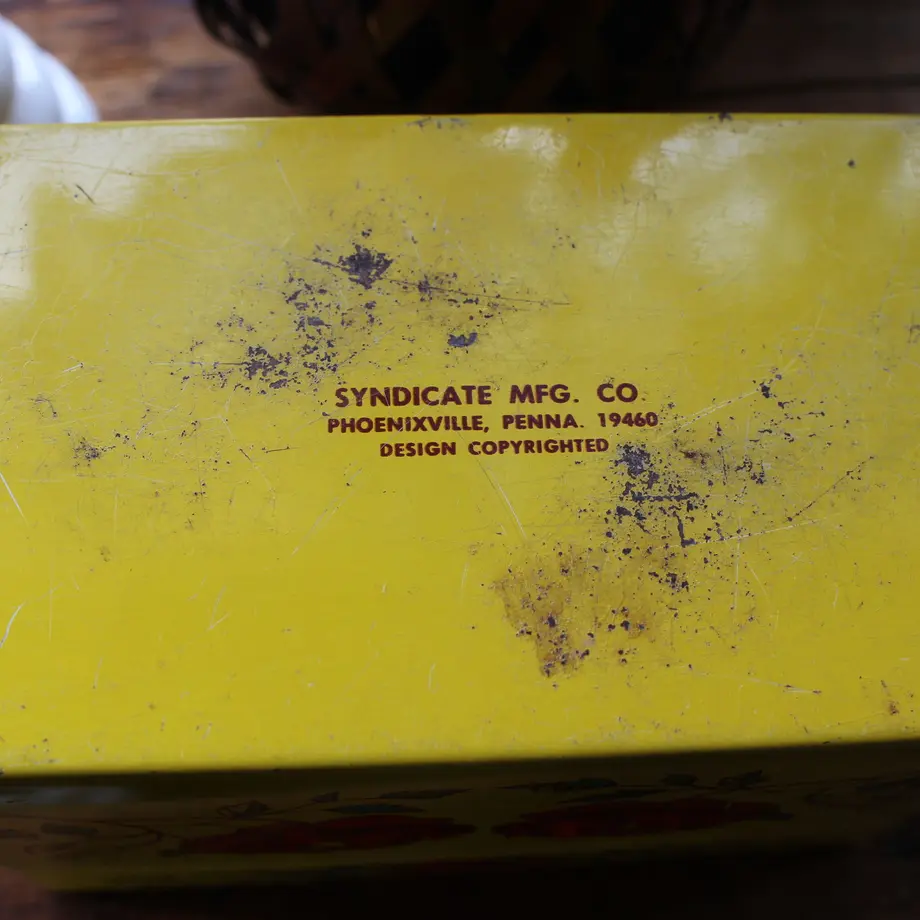 SYNDICATE MFG. CO.
PHOENIXVILLE, PENNA. 19460
DESIGN COPYRIGHTED